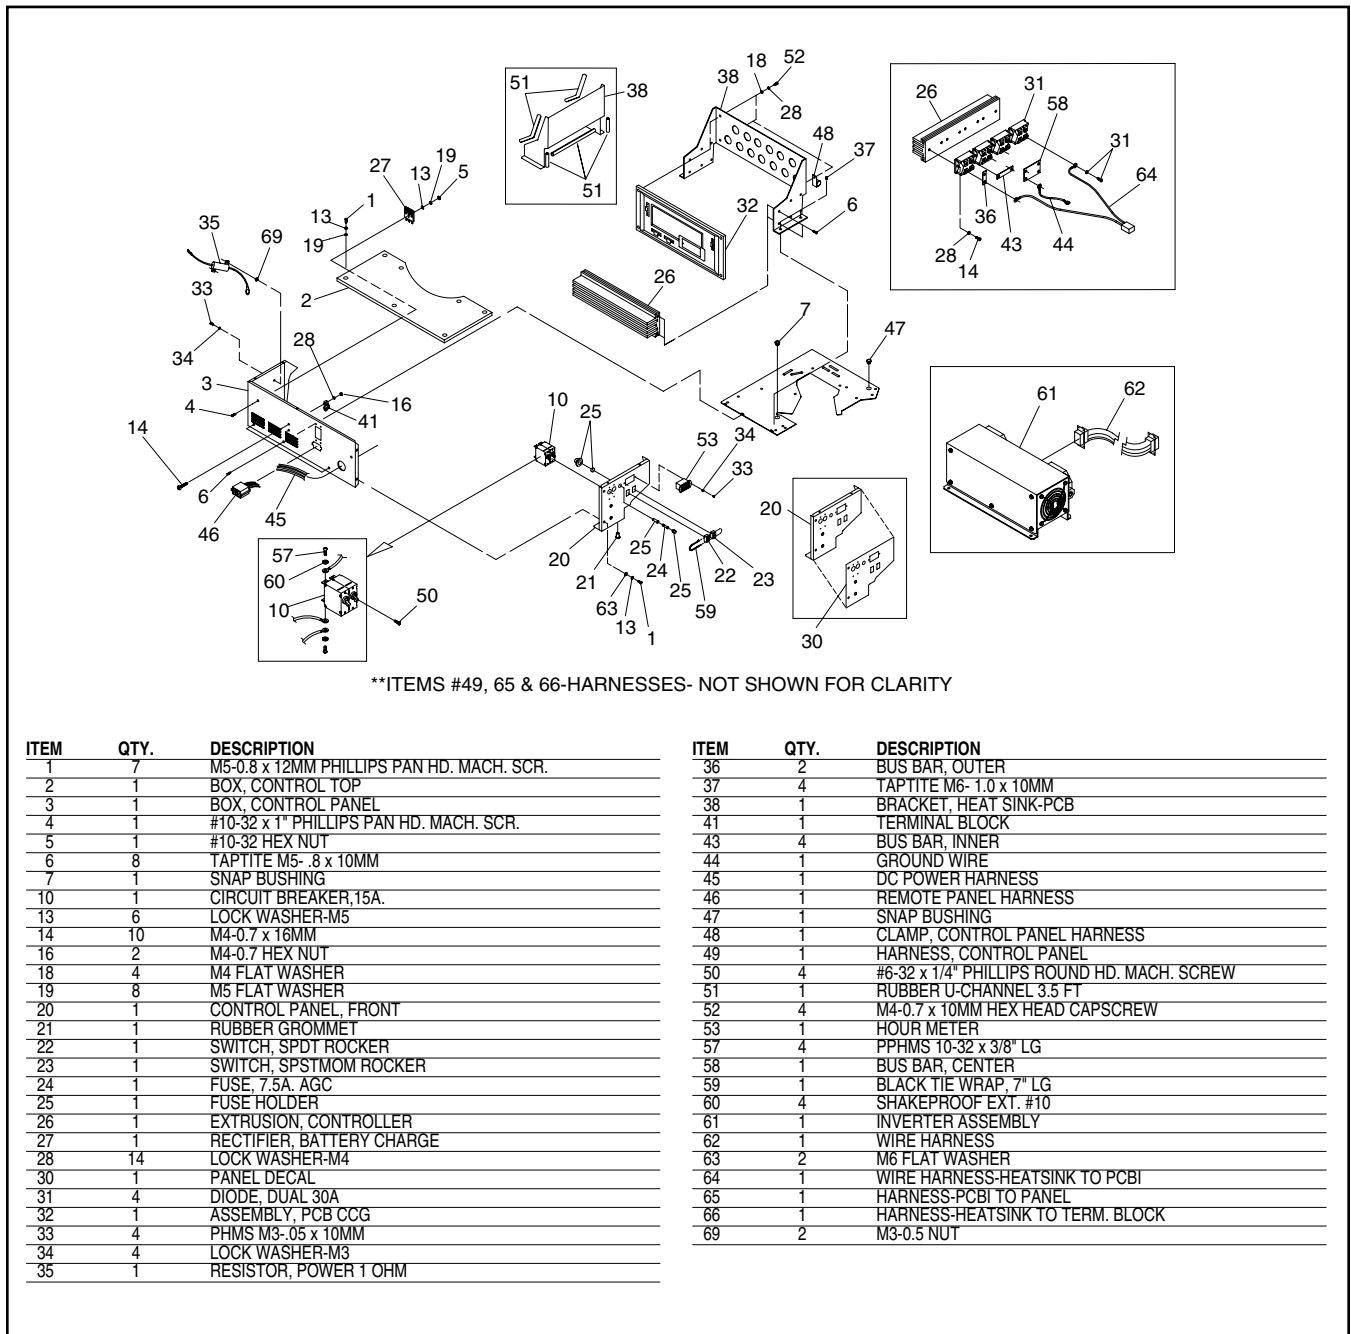 51
38
38
18
52
28
48
37
32
6
26
31
58
31
64
36
43
44
28
14
27
13
19
5
1
13
19
35
69
2
33
34
3
4
28
16
41
14
6
45
46
26
7
47
51
10
25
53
34
33
20
21
25
24
25
22
23
59
63
13
1
20
30
61
62
57
60
10
50
**ITEMS #49, 65 & 66-HARNESSES- NOT SHOWN FOR CLARITY
ITEM QTY. DESCRIPTION
1 7 M5-0.8 x 12MM PHILLIPS PAN HD. MACH. SCR.
2 1 BOX, CONTROL TOP
3 1 BOX, CONTROL PANEL
4 1 #10-32 x 1" PHILLIPS PAN HD. MACH. SCR.
5 1 #10-32 HEX NUT
6 8 TAPTITE M5- .8 x 10MM
7 1 SNAP BUSHING
10 1 CIRCUIT BREAKER,15A.
13 6 LOCK WASHER-M5
14 10 M4-0.7 x 16MM
16 2 M4-0.7 HEX NUT
18 4 M4 FLAT WASHER
19 8 M5 FLAT WASHER
20 1 CONTROL PANEL, FRONT
21 1 RUBBER GROMMET
22 1 SWITCH, SPDT ROCKER
23 1 SWITCH, SPSTMOM ROCKER
24 1 FUSE, 7.5A. AGC
25 1 FUSE HOLDER
26 1 EXTRUSION, CONTROLLER
27 1 RECTIFIER, BATTERY CHARGE
28 14 LOCK WASHER-M4
30 1 PANEL DECAL
31 4 DIODE, DUAL 30A
32 1 ASSEMBLY, PCB CCG
33 4 PHMS M3-.05 x 10MM
34 4 LOCK WASHER-M3
35 1 RESISTOR, POWER 1 OHM
ITEM QTY. DESCRIPTION
36 2 BUS BAR, OUTER
37 4 TAPTITE M6- 1.0 x 10MM
38 1 BRACKET, HEAT SINK-PCB
41 1 TERMINAL BLOCK
43 4 BUS BAR, INNER
44 1 GROUND WIRE
45 1 DC POWER HARNESS
46 1 REMOTE PANEL HARNESS
47 1 SNAP BUSHING
48 1 CLAMP, CONTROL PANEL HARNESS
49 1 HARNESS, CONTROL PANEL
50 4 #6-32 x 1/4" PHILLIPS ROUND HD. MACH. SCREW
51 1 RUBBER U-CHANNEL 3.5 FT
52 4 M4-0.7 x 10MM HEX HEAD CAPSCREW
53 1 HOUR METER
57 4 PPHMS 10-32 x 3/8" LG
58 1 BUS BAR, CENTER
59 1 BLACK TIE WRAP, 7" LG
60 4 SHAKEPROOF EXT. #10
61 1 INVERTER ASSEMBLY
62 1 WIRE HARNESS
63 2 M6 FLAT WASHER
64 1 WIRE HARNESS-HEATSINK TO PCBI
65 1 HARNESS-PCBI TO PANEL
66 1 HARNESS-HEATSINK TO TERM. BLOCK
69 2 M3-0.5 NUT